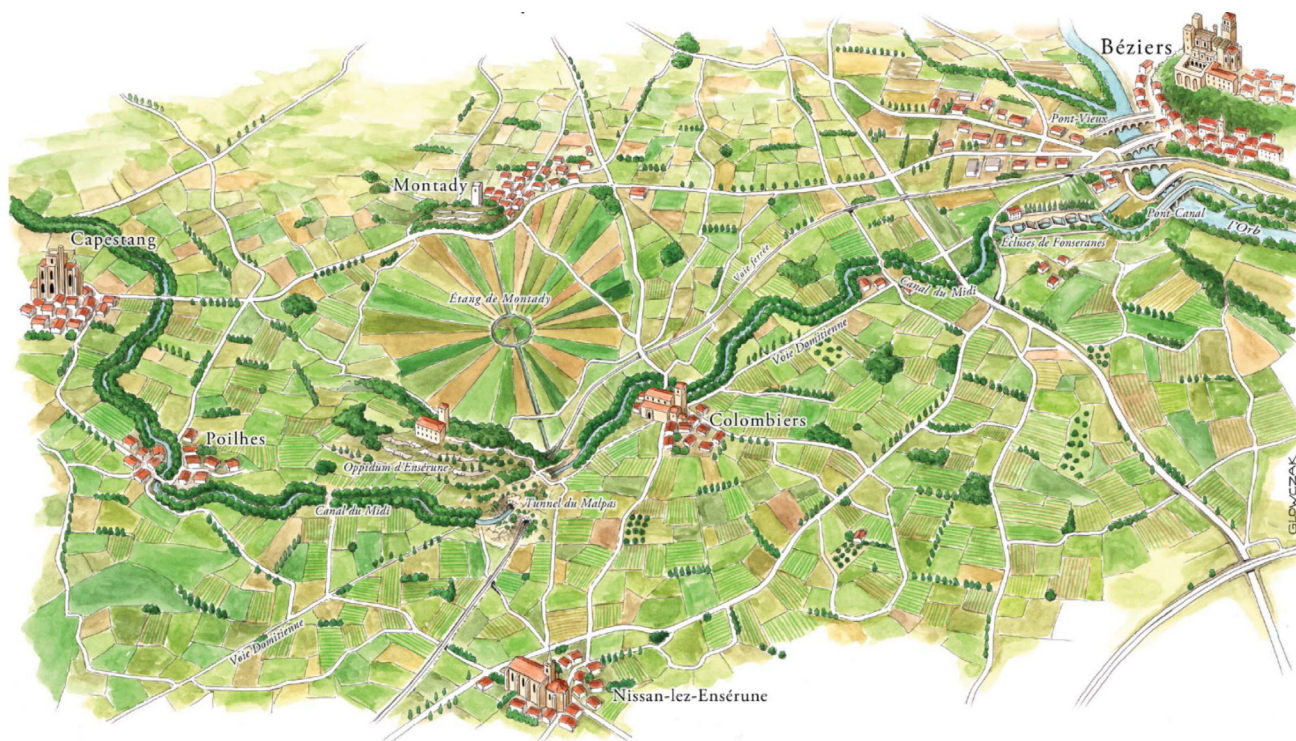 Béziers
Pont-Vieux
Montady
Pont-Canal
L'Orb
Capestang
Écluses de Fonseranes
Voie ferrée
Canal du Midi
Étang de Montady
Voie Domitienne
Colombiers
Poilhes
Oppidum d'Ensérune
Tunnel du Malpas
Canal du Midi
GLOWCZAK
Voie Domitienne
Nissan-lez-Ensérune